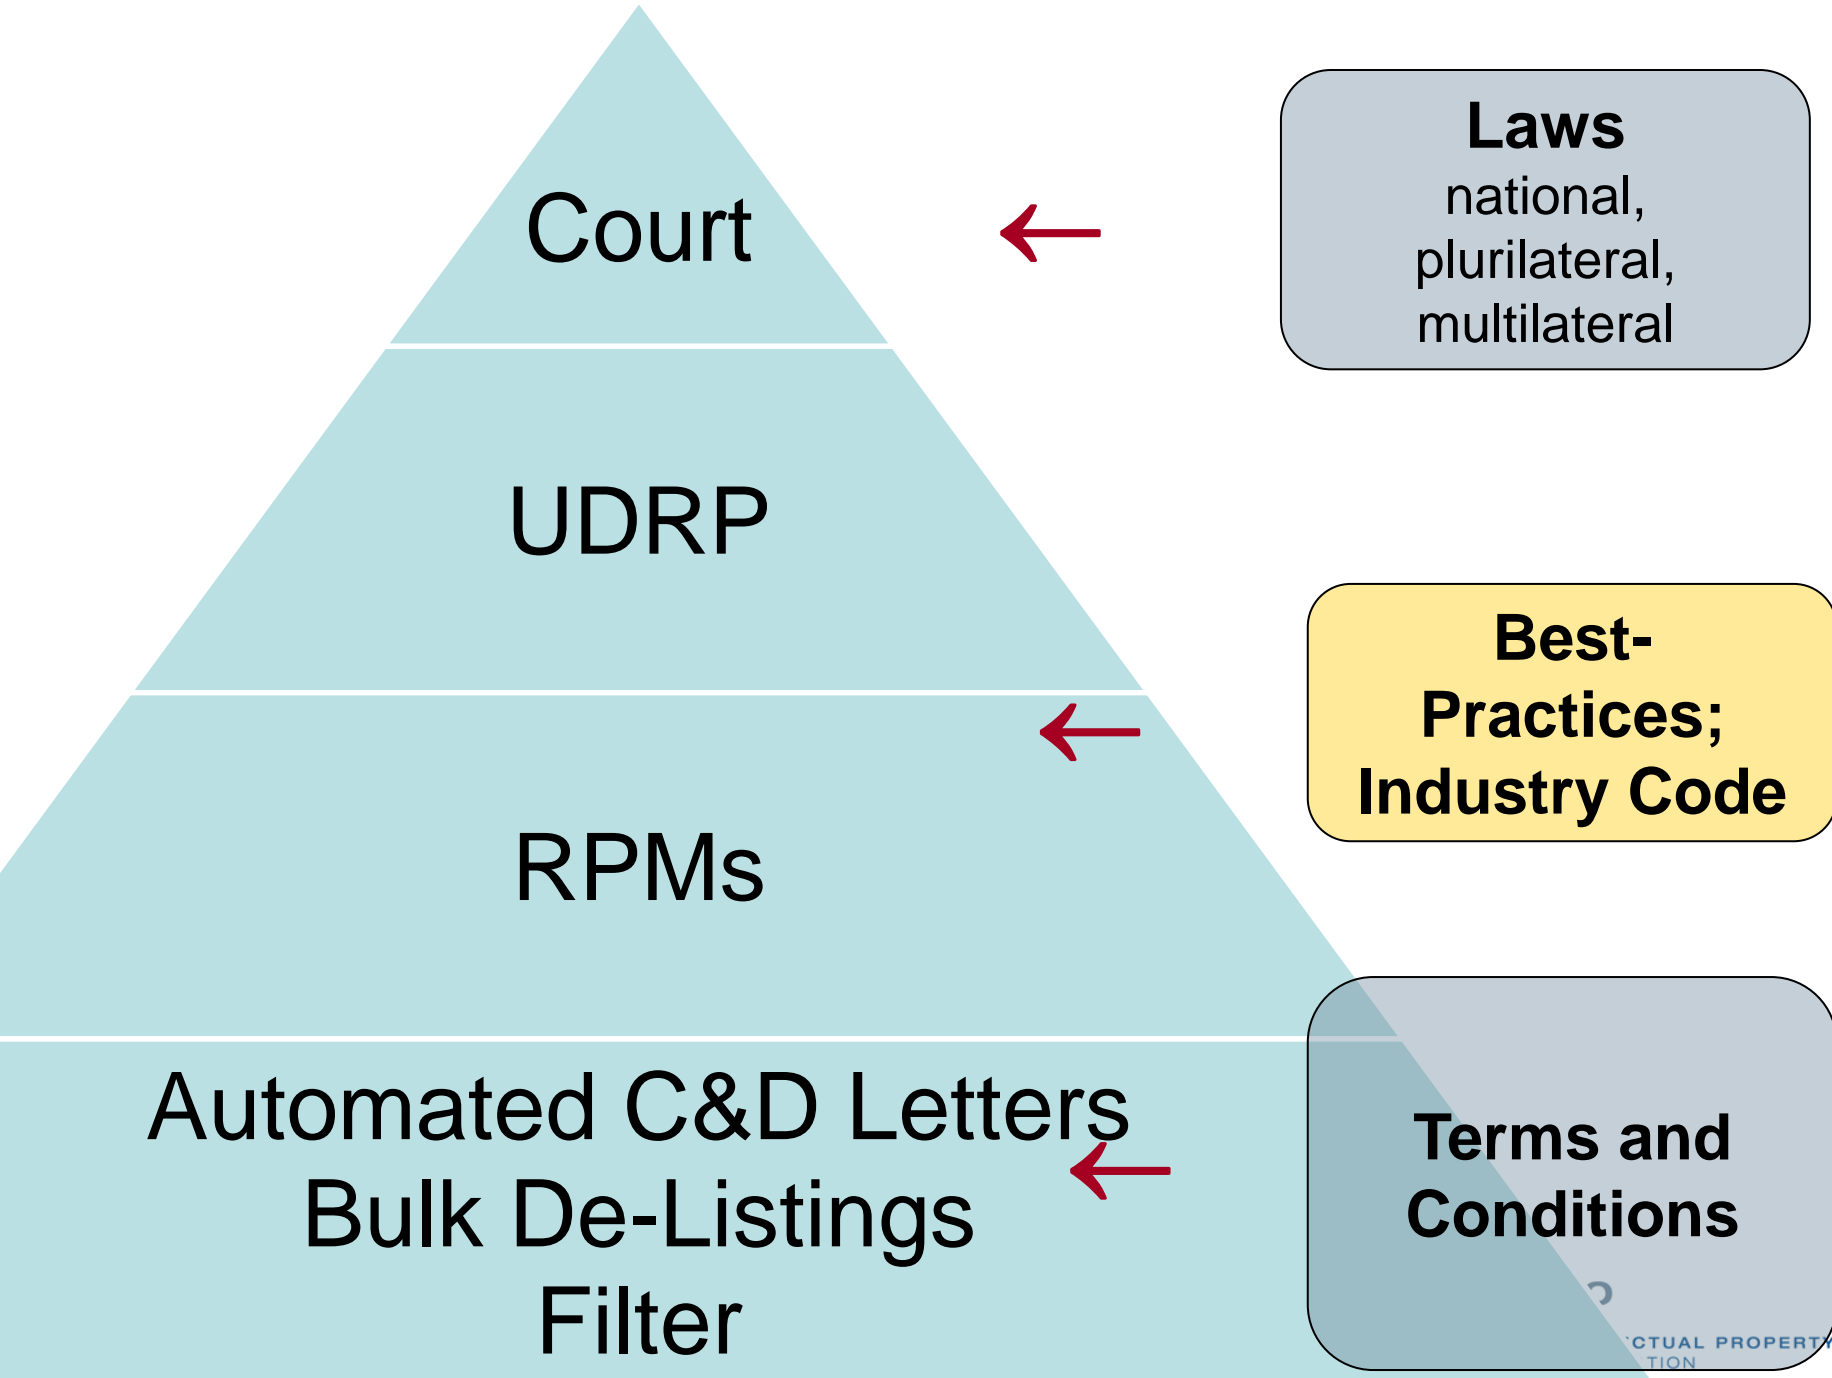 Court
Laws
national,
plurilateral,
multilateral
UDRP
Best-
Practices;
Industry Code
RPMs
Automated C&D Letters
Bulk De-Listings
Filter
Terms and
Conditions
PROPERTY